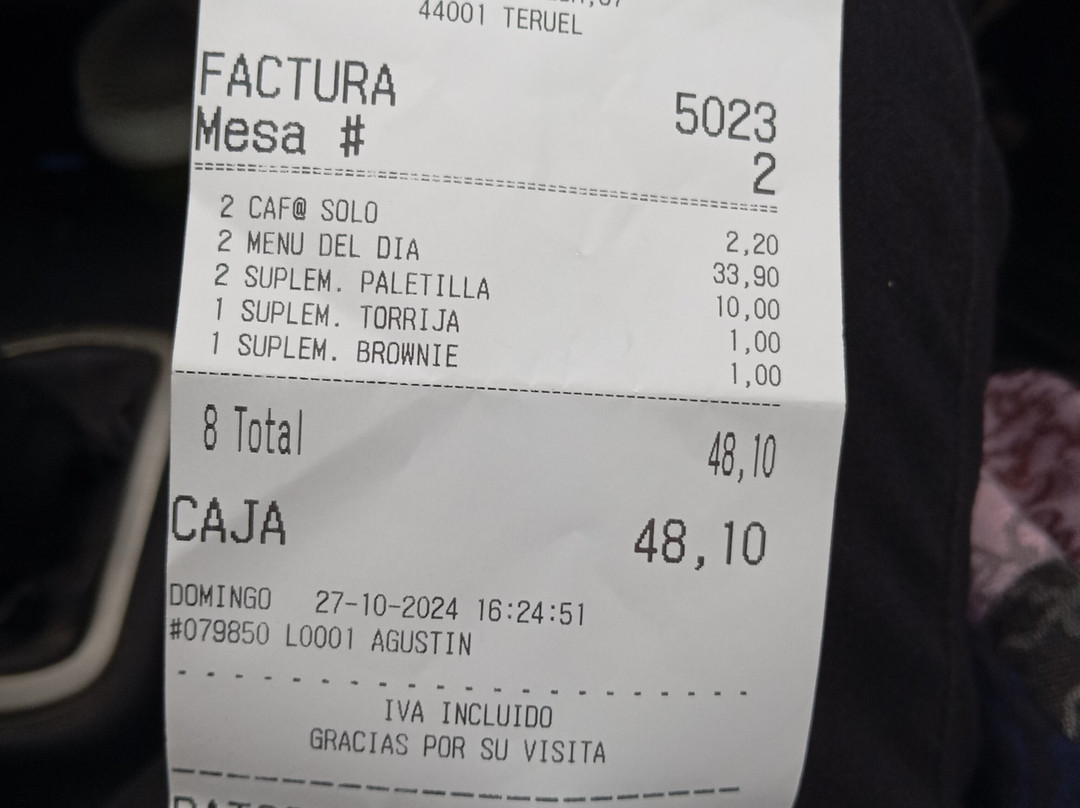 44001 TERUEL
FACTURA 5023
Mesa # 2
2 CAF@ SOLO 2,20
2 MENU DEL DIA 33,90
2 SUPLEM. PALETILLA 10,00
1 SUPLEM. TORRIJA 1,00
1 SUPLEM. BROWNIE 1,00
8 Total 48,10
CAJA 48,10
DOMINGO 27-10-2024 16:24:51
#079850 L0001 AGUSTIN
IVA INCLUIDO
GRACIAS POR SU VISITA